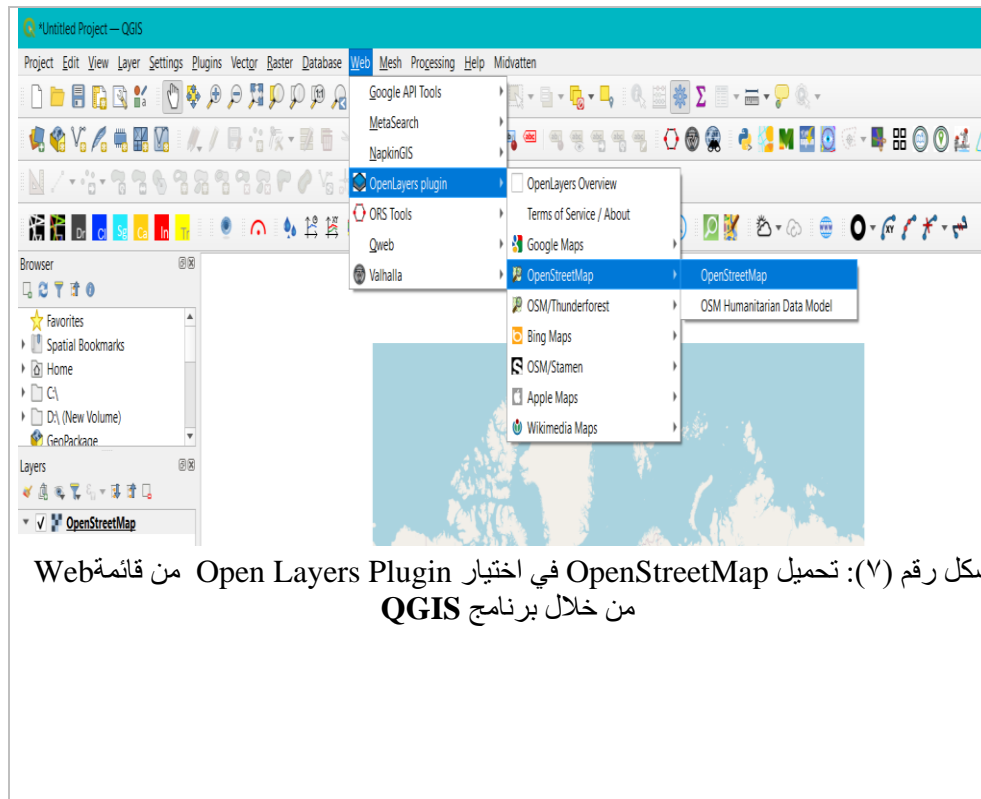 *Untitled Project — QGIS
Project Edit View Layer Settings Plugins Vector Raster Database Web Mesh Processing Help Midvatten
Google API Tools
MetaSearch
NapkinGIS
OpenLayers plugin
ORS Tools
Qweb
Valhalla
OpenLayers Overview
Terms of Service / About
Google Maps
OpenStreetMap
OSM/Thunderforest
Bing Maps
OSM/Stamen
Apple Maps
Wikimedia Maps
OpenStreetMap
OSM Humanitarian Data Model
Browser
Favorites
Spatial Bookmarks
Home
C:\
D:\ (New Volume)
GeoPackage
Layers
OpenStreetMap
شكل رقم (٧): تحميل OpenStreetMap في اختيار Open Layers Plugin من قائمةWeb
من خلال برنامج QGIS